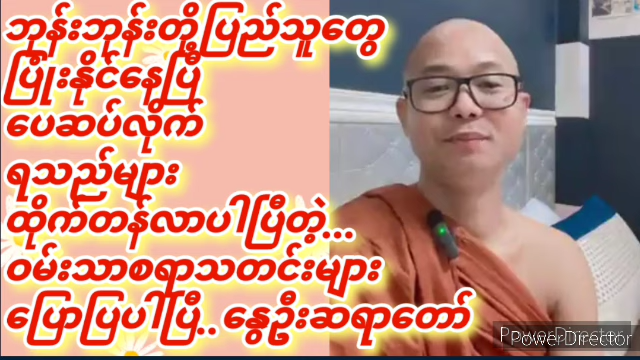 ဘုန်းဘုန်းတို့ပြည်သူတွေ
ပြုံးနိုင်နေပြီ
ပေဆပ်လိုက်
ရသည်များ
ထိုက်တန်လာပါပြီတဲ့...
ဝမ်းသာစရာသတင်းများ
ပြောပြပါပြီ.. နွေဦးဆရာတော်
PowerDirector
PowerDirector